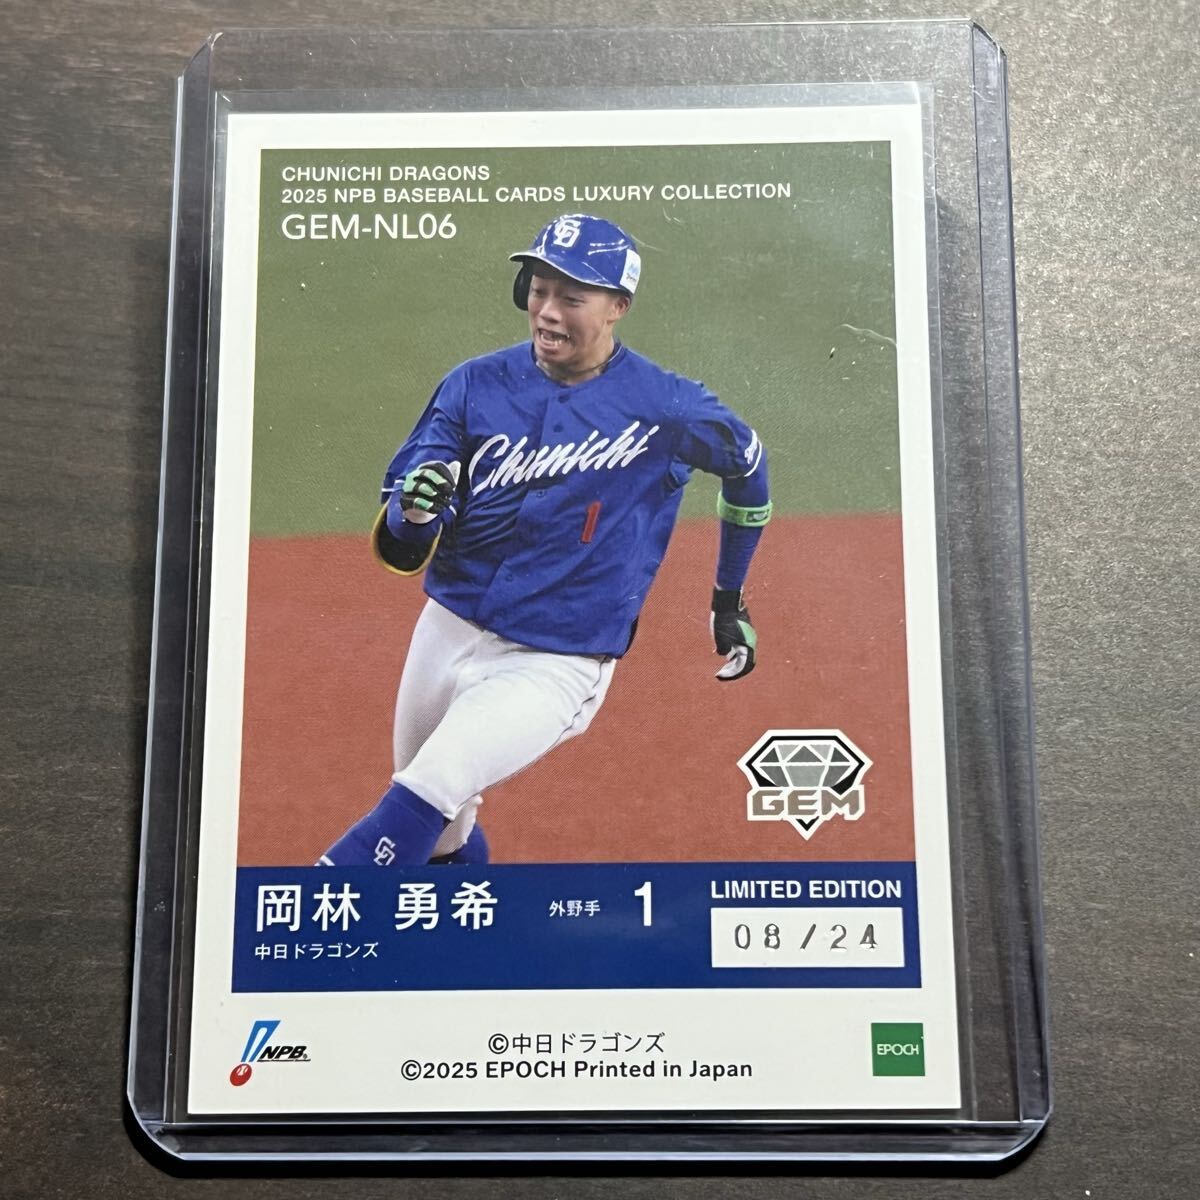 CHUNICHI DRAGONS
2025 NPB BASEBALL CARDS LUXURY COLLECTION
GEM-NL06
Chunichi
1
GEM
岡林 勇希 外野手 1
中日ドラゴンズ
LIMITED EDITION
08/24
NPB
©中日ドラゴンズ
©2025 EPOCH Printed in Japan
EPOCH